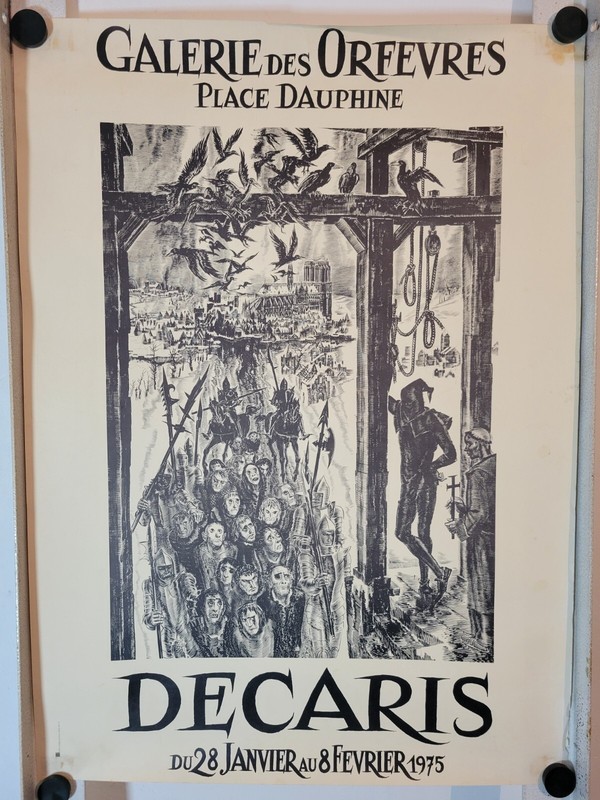 GALERIE DES ORFEVRES
PLACE DAUPHINE
DECARIS
DU 28 JANVIER AU 8 FEVRIER 1975